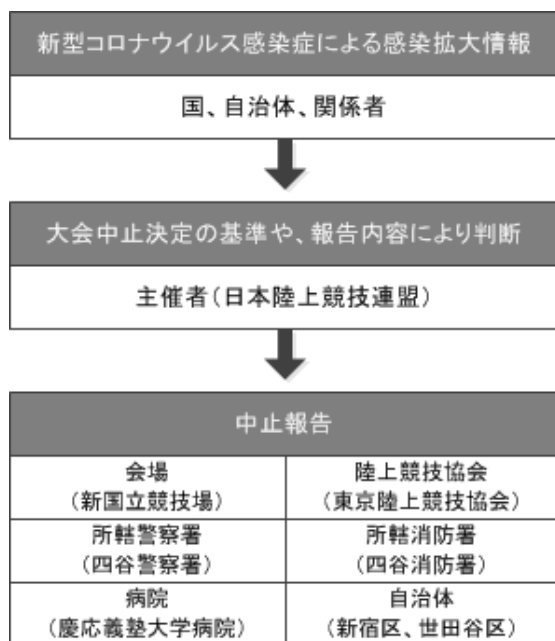 新型コロナウイルス感染症による感染拡大情報
国、自治体、関係者
大会中止決定の基準や、報告内容により判断
主催者(日本陸上競技連盟)
中止報告
会場
(新国立競技場)
陸上競技協会
(東京陸上競技協会)
所轄警察署
(四谷警察署)
所轄消防署
(四谷消防署)
病院
(慶応義塾大学病院)
自治体
(新宿区、世田谷区)